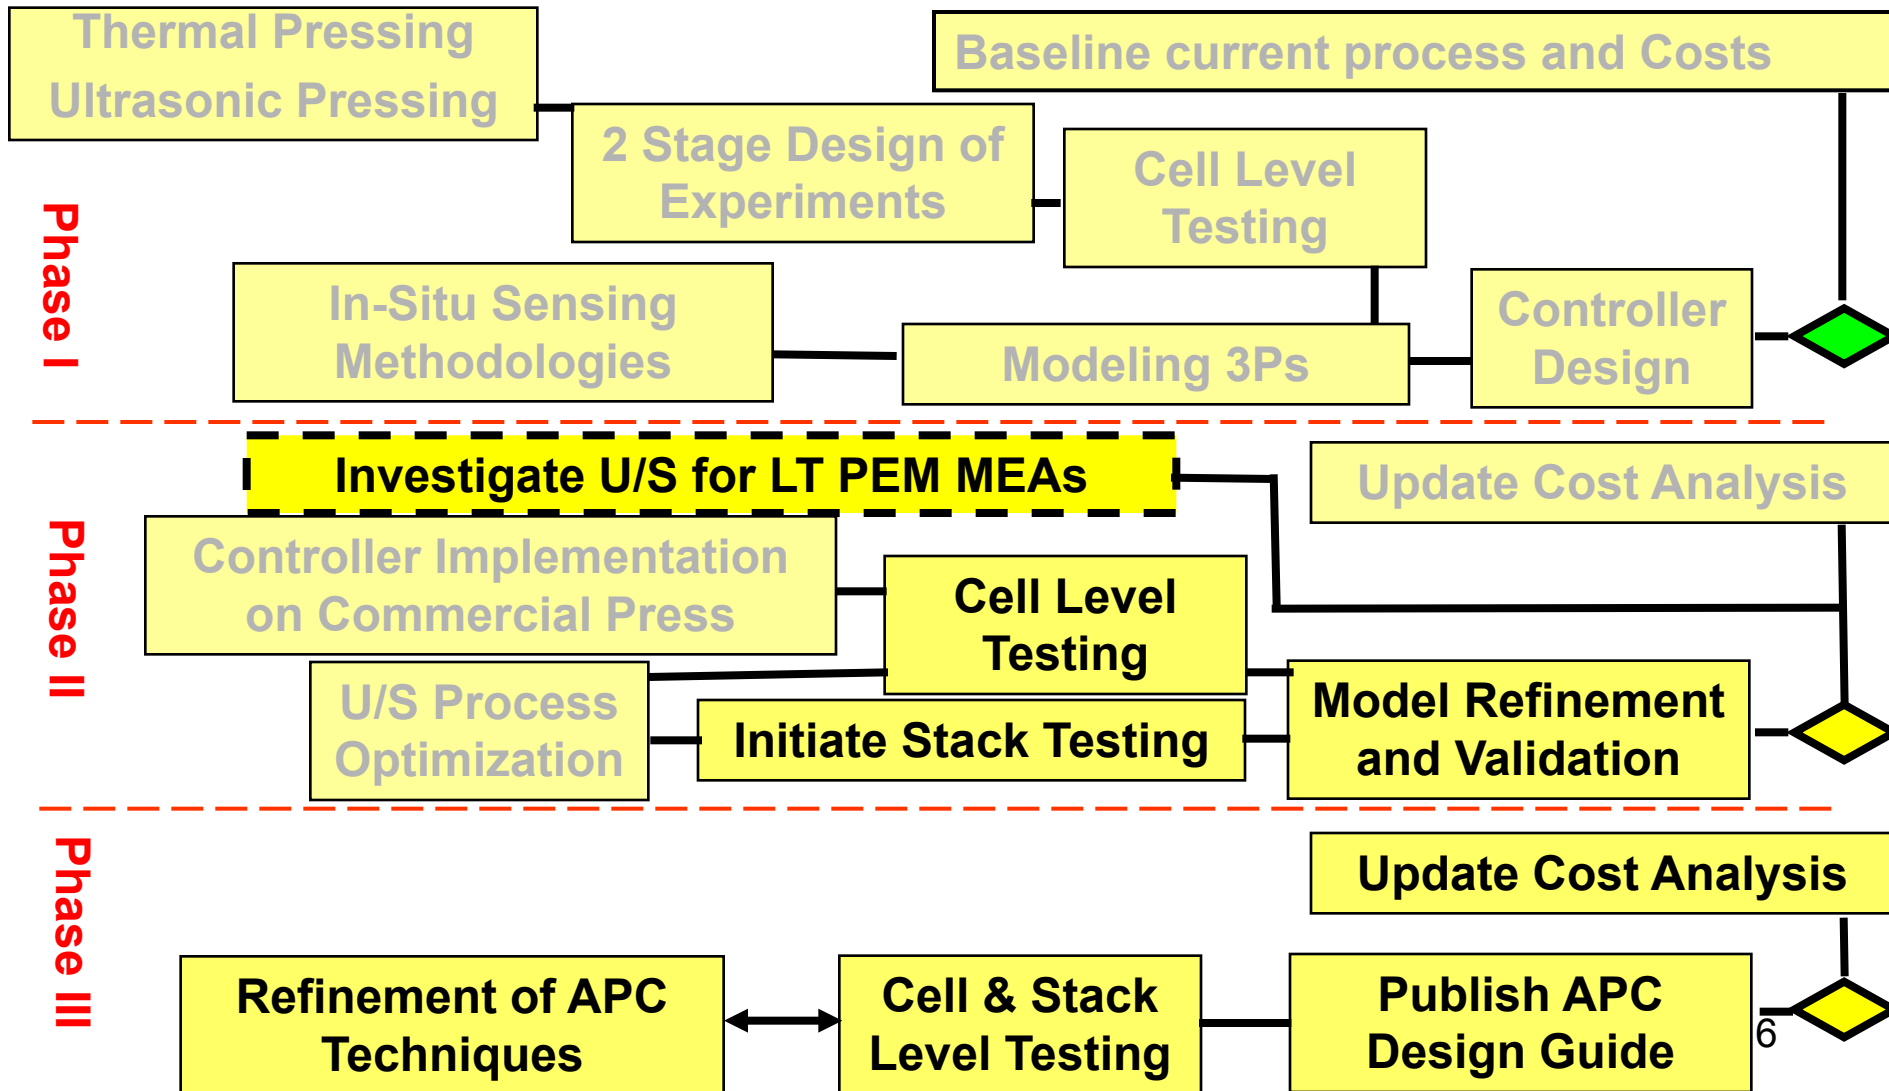 Thermal Pressing
Ultrasonic Pressing
Baseline current process and Costs
2 Stage Design of
Experiments
Cell Level
Testing
Phase I
In-Situ Sensing
Methodologies
Modeling 3Ps
Controller
Design
Investigate U/S for LT PEM MEAs
Update Cost Analysis
Phase II
Controller Implementation
on Commercial Press
Cell Level
Testing
U/S Process
Optimization
Initiate Stack Testing
Model Refinement
and Validation
Phase III
Update Cost Analysis
Refinement of APC
Techniques
Cell & Stack
Level Testing
Publish APC
Design Guide
6